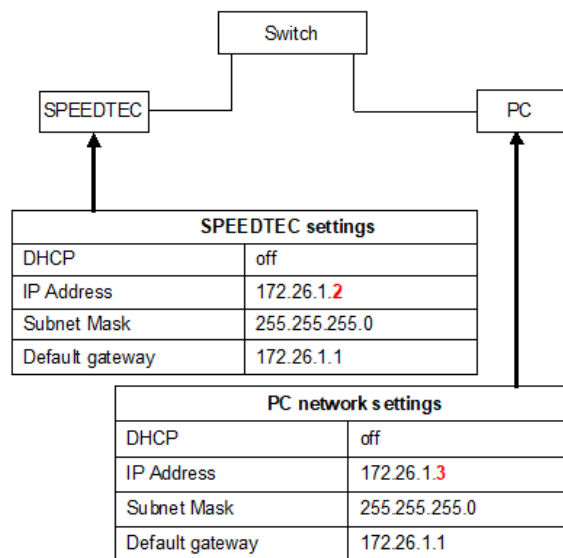 Switch
SPEEDTEC
PC
SPEEDTEC settings
DHCP off
IP Address 172.26.1.2
Subnet Mask 255.255.255.0
Default gateway 172.26.1.1
PC network settings
DHCP off
IP Address 172.26.1.3
Subnet Mask 255.255.255.0
Default gateway 172.26.1.1